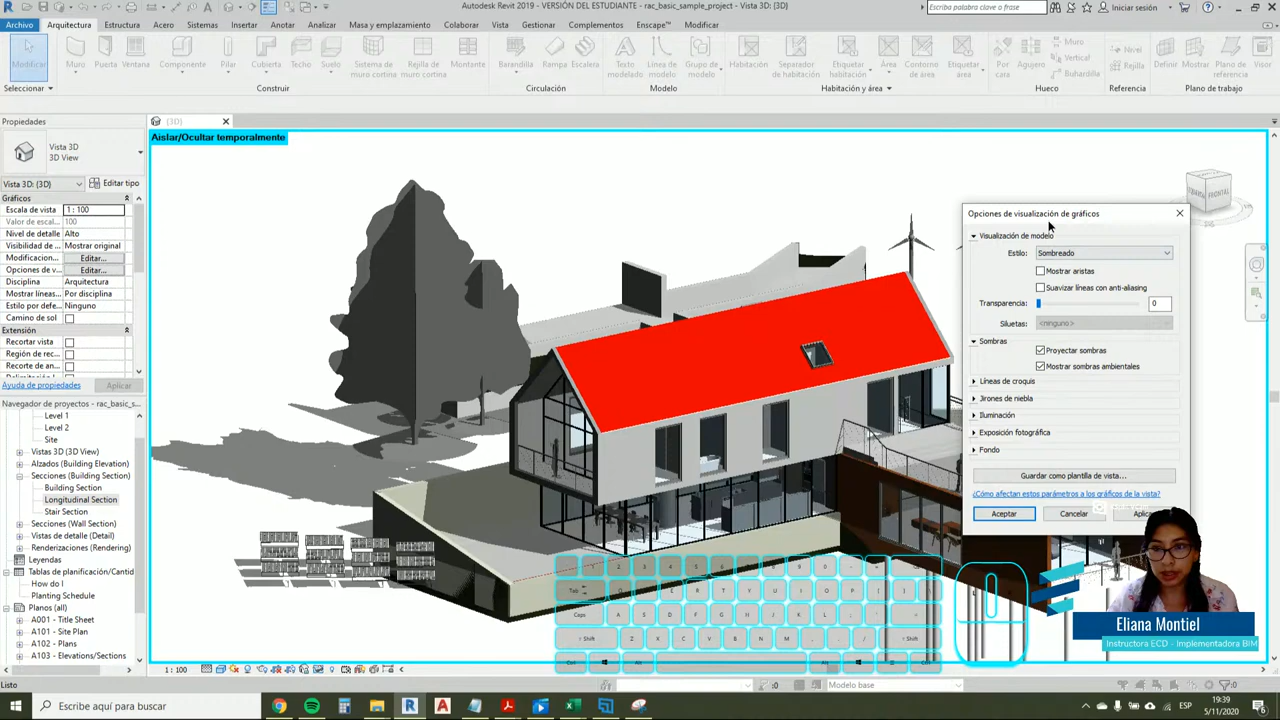 Autodesk Revit 2019 - VERSIÓN DEL ESTUDIANTE - rac_basic_sample_project - Vista 3D: {3D}
Escriba palabra clave o frase
Iniciar sesión
Archivo Arquitectura Estructura Acero Sistemas Insertar Anotar Analizar Masa y emplazamiento Colaborar Vista Gestionar Complementos Enscape™ Modificar
Modificar
Muro
Puerta
Ventana
Componente
Pilar
Cubierta
Techo
Suelo
Sistema de
muro cortina
Rejilla de
muro cortina
Montante
Barandilla
Rampa
Escalera
Texto
modelado
Línea de
modelo
Grupo de
modelo
Habitación
Separador
de habitación
Etiquetar
habitación
Área
Contorno
de área
Etiquetar
área
Por
cara
Agujero
Muro
Vertical
Buhardilla
Nivel
Rejilla
Definir
Mostrar
Plano de
referencia
Visor
Seleccionar
Construir
Circulación
Modelo
Habitación y área
Hueco
Referencia
Plano de trabajo
Propiedades
{3D}
Aislar/Ocultar temporalmente
Vista 3D
3D View
Vista 3D: {3D}
Editar tipo
Gráficos
Escala de vista 1 : 100
Valor de escal... 100
Nivel de detalle Alto
Visibilidad de ... Mostrar original
Modificacion... Editar...
Opciones de v... Editar...
Disciplina Arquitectura
Mostrar líneas... Por disciplina
Estilo por defe... Ninguno
Camino de sol
Extensión
Recortar vista
Región de rec...
Recorte de an...
Ayuda de propiedades
Aplicar
Navegador de proyectos - rac_basic_s...
Level 1
Level 2
Site
Vistas 3D (3D View)
Alzados (Building Elevation)
Secciones (Building Section)
Building Section
Longitudinal Section
Stair Section
Secciones (Wall Section)
Vistas de detalle (Detail)
Renderizaciones (Rendering)
Leyendas
Tablas de planificación/Cantid
How do I
Planting Schedule
Planos (all)
A001 - Title Sheet
A101 - Site Plan
A102 - Plans
A103 - Elevations/Sections
FRONTAL
Opciones de visualización de gráficos
Visualización de modelo
Estilo: Sombreado
Mostrar aristas
Suavizar líneas con anti-aliasing
Transparencia: 0
Siluetas: <ninguno>
Sombras
Proyectar sombras
Mostrar sombras ambientales
Líneas de croquis
Jirones de niebla
Iluminación
Exposición fotográfica
Fondo
Guardar como plantilla de vista...
¿Cómo afectan estos parámetros a los gráficos de la vista?
Aceptar
Cancelar
Tab
Caps
Shift
Z X C V B N M
Shift
Ctrl
Alt
Eliana Montiel
Instructora ECD - Implementadora BIM
1 : 100
Listo
:0
Modelo base
:0
Escribe aquí para buscar
ESP
19:39
5/11/2020